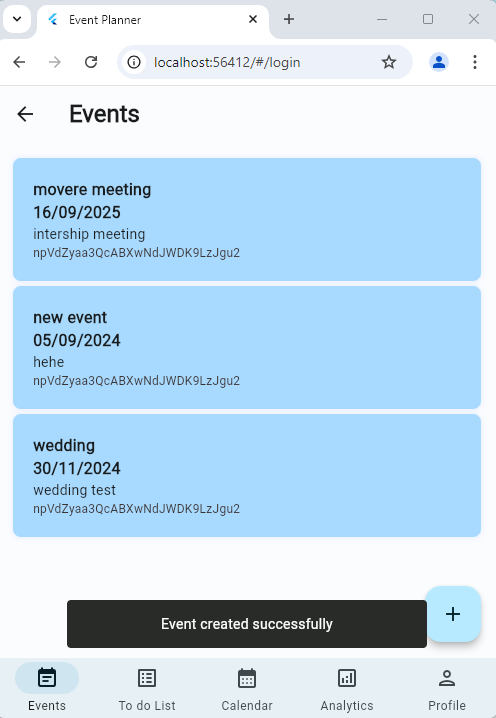 Event Planner
localhost:56412/#/login
Events
movere meeting
16/09/2025
intership meeting
npVdZyaa3QcABXwNdJWDK9LzJgu2
new event
05/09/2024
hehe
npVdZyaa3QcABXwNdJWDK9LzJgu2
wedding
30/11/2024
wedding test
npVdZyaa3QcABXwNdJWDK9LzJgu2
Event created successfully
Events To do List Calendar Analytics Profile